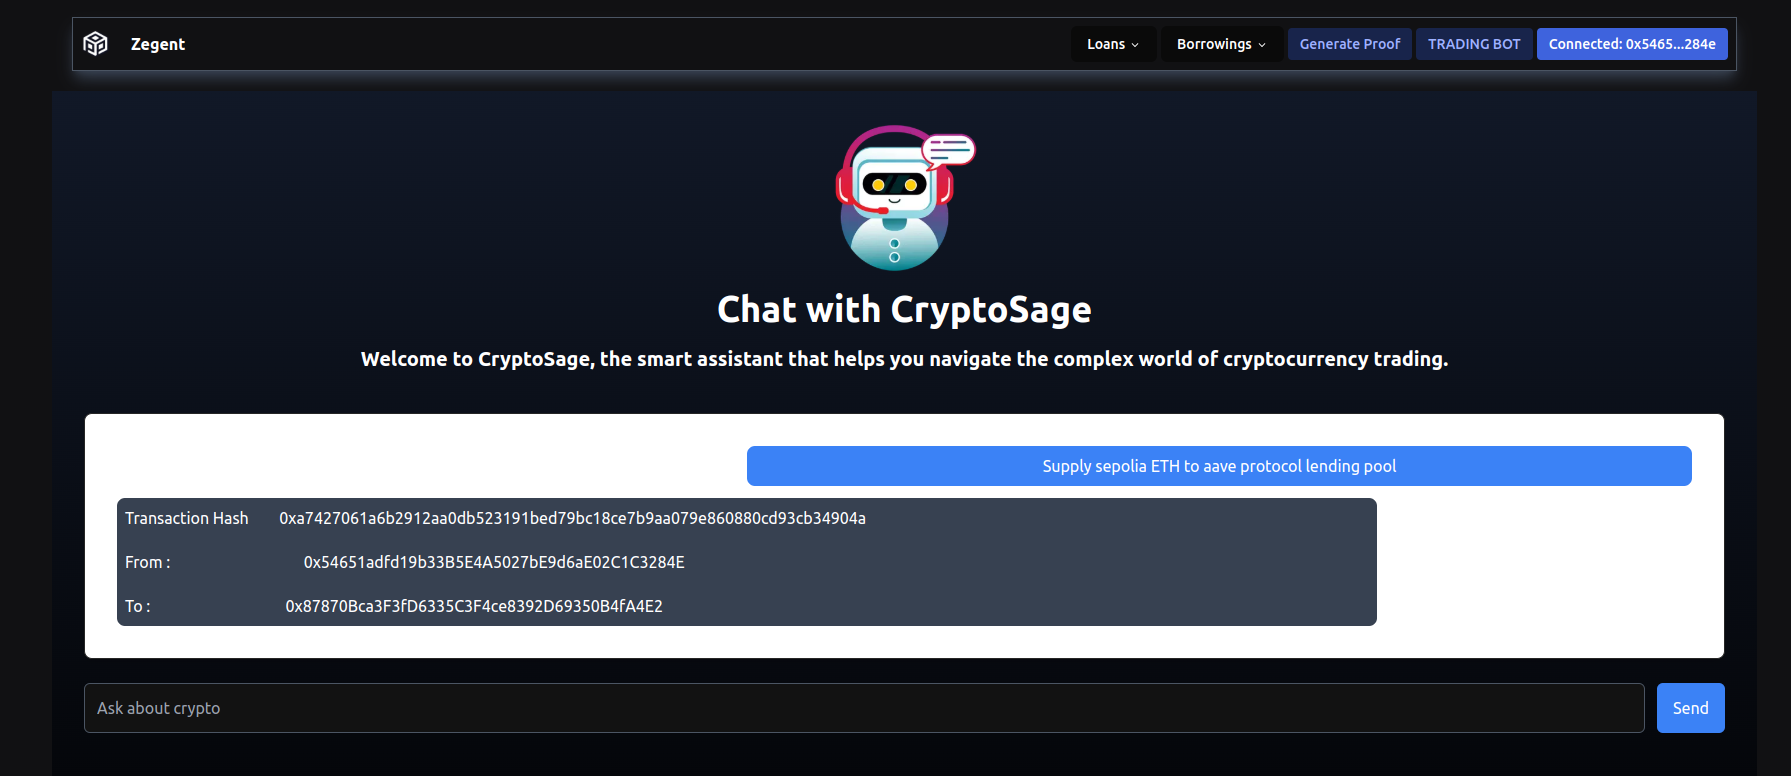 Zegent
Loans
Borrowings
Generate Proof
TRADING BOT
Connected: 0x5465...284e
Chat with CryptoSage
Welcome to CryptoSage, the smart assistant that helps you navigate the complex world of cryptocurrency trading.
Supply sepolia ETH to aave protocol lending pool
Transaction Hash 0xa7427061a6b2912aa0db523191bed79bc18ce7b9aa079e860880cd93cb34904a
From : 0x54651adfd19b33B5E4A5027bE9d6aE02C1C3284E
To : 0x87870Bca3F3fD6335C3F4ce8392D69350B4fA4E2
Ask about crypto
Send